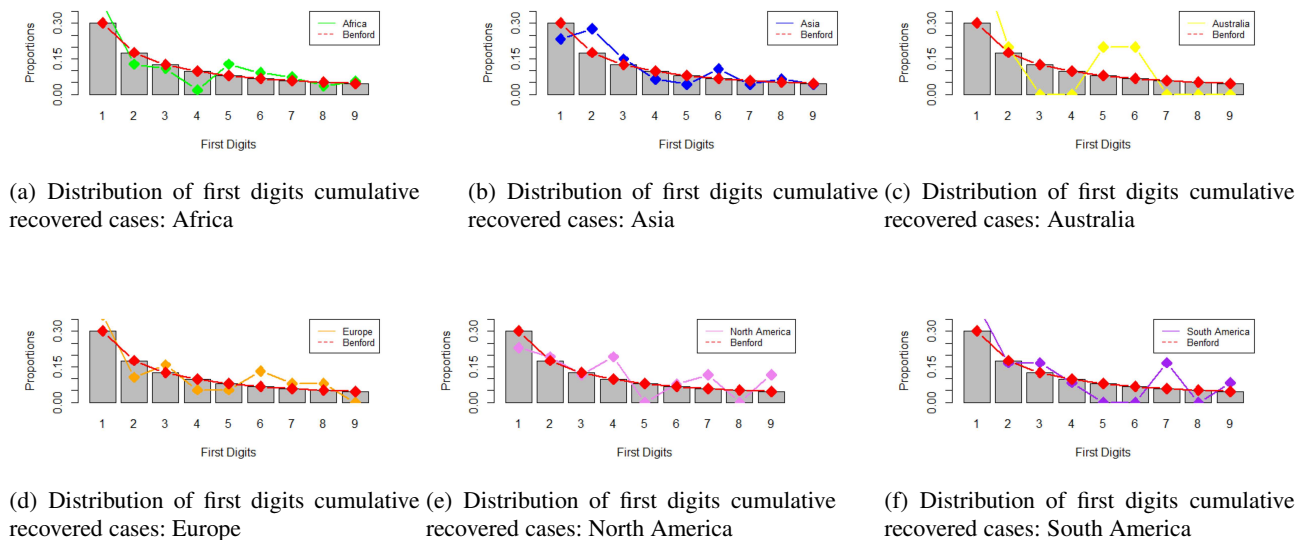 Proportions
0.00 0.15 0.30
Africa
Benford
1 2 3 4 5 6 7 8 9
First Digits
(a) Distribution of first digits cumulative
recovered cases: Africa
Proportions
0.00 0.15 0.30
Asia
Benford
1 2 3 4 5 6 7 8 9
First Digits
(b) Distribution of first digits cumulative
recovered cases: Asia
Proportions
0.00 0.15 0.30
Australia
Benford
1 2 3 4 5 6 7 8 9
First Digits
(c) Distribution of first digits cumulative
recovered cases: Australia
Proportions
0.00 0.15 0.30
Europe
Benford
1 2 3 4 5 6 7 8 9
First Digits
(d) Distribution of first digits cumulative
recovered cases: Europe
Proportions
0.00 0.15 0.30
North America
Benford
1 2 3 4 5 6 7 8 9
First Digits
(e) Distribution of first digits cumulative
recovered cases: North America
Proportions
0.00 0.15 0.30
South America
Benford
1 2 3 4 5 6 7 8 9
First Digits
(f) Distribution of first digits cumulative
recovered cases: South America